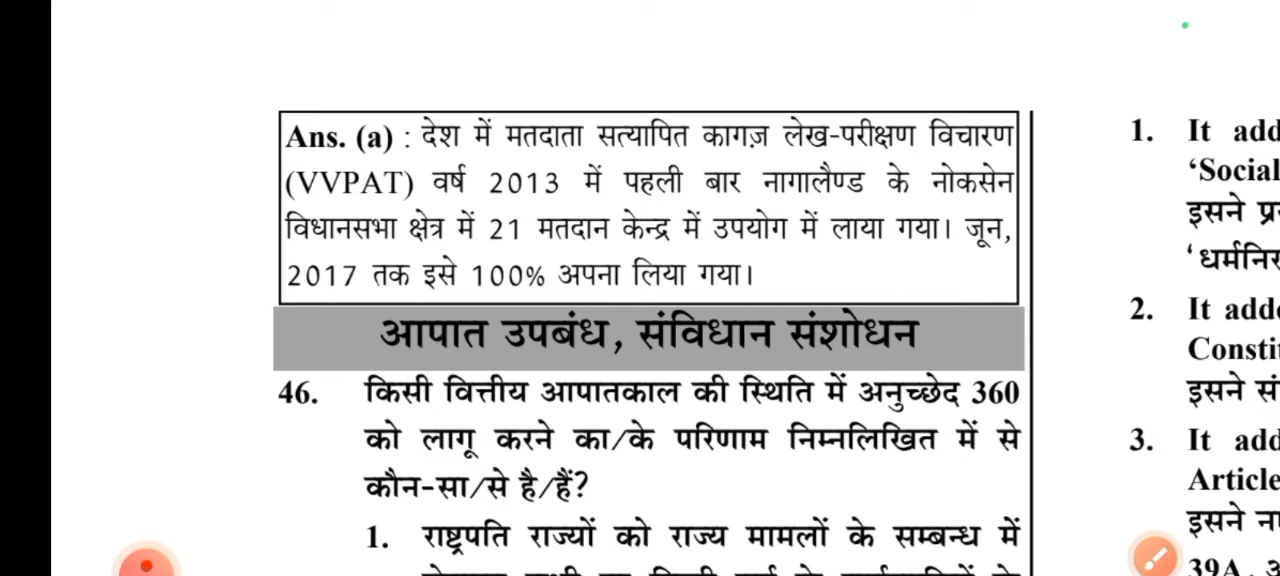 Ans. (a) : देश में मतदाता सत्यापित कागज़ लेख-परीक्षण विचारण
(VVPAT) वर्ष 2013 में पहली बार नागालैण्ड के नोकसेन
विधानसभा क्षेत्र में 21 मतदान केन्द्र में उपयोग में लाया गया। जून,
2017 तक इसे 100% अपना लिया गया।
आपात उपबंध, संविधान संशोधन
46. किसी वित्तीय आपातकाल की स्थिति में अनुच्छेद 360
को लागू करने का/के परिणाम निम्नलिखित में से
कौन-सा/से है/हैं?
1. राष्ट्रपति राज्यों को राज्य मामलों के सम्बन्ध में
1. It add
‘Social
इसने
‘धर्मनिर
2. It adde
Consti
इसने सं
3. It add
Article
इसने ना
39A,